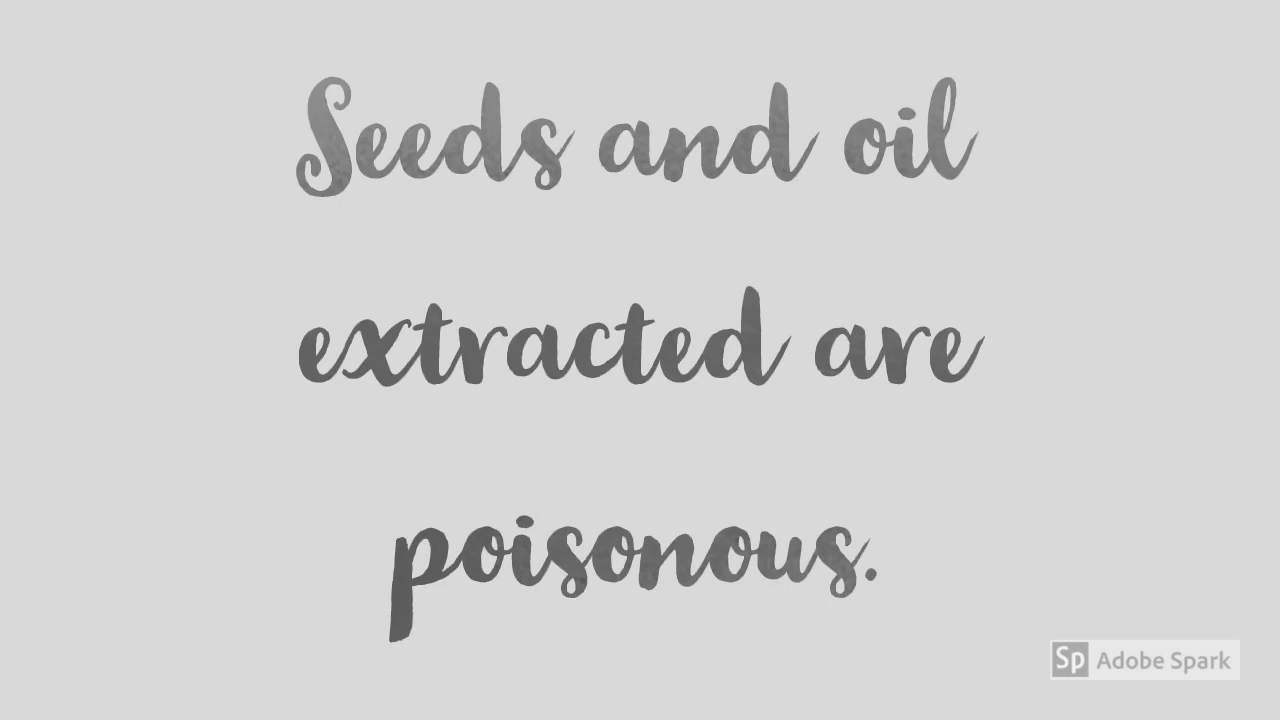 Seeds and oil
extracted are
poisonous.
Sp Adobe Spark